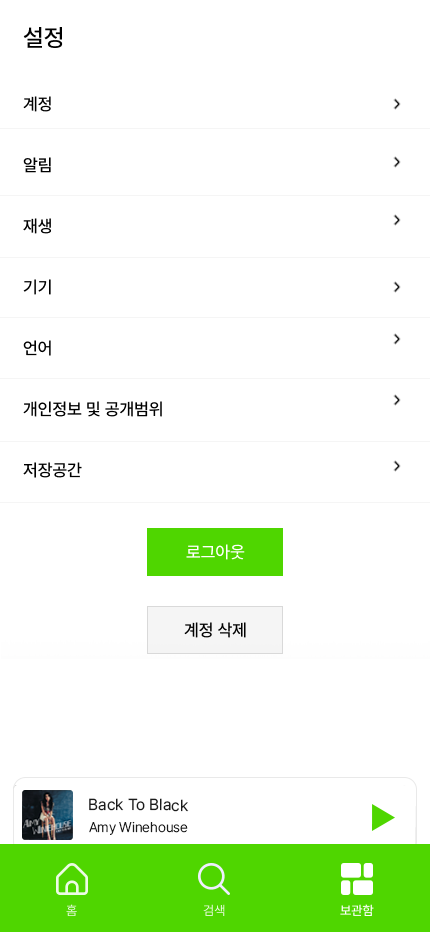 설정
계정
알림
재생
기기
언어
개인정보 및 공개범위
저장공간
로그아웃
계정 삭제
AMY
WINEHOUSE
Back To Black
Amy Winehouse
홈
검색
보관함